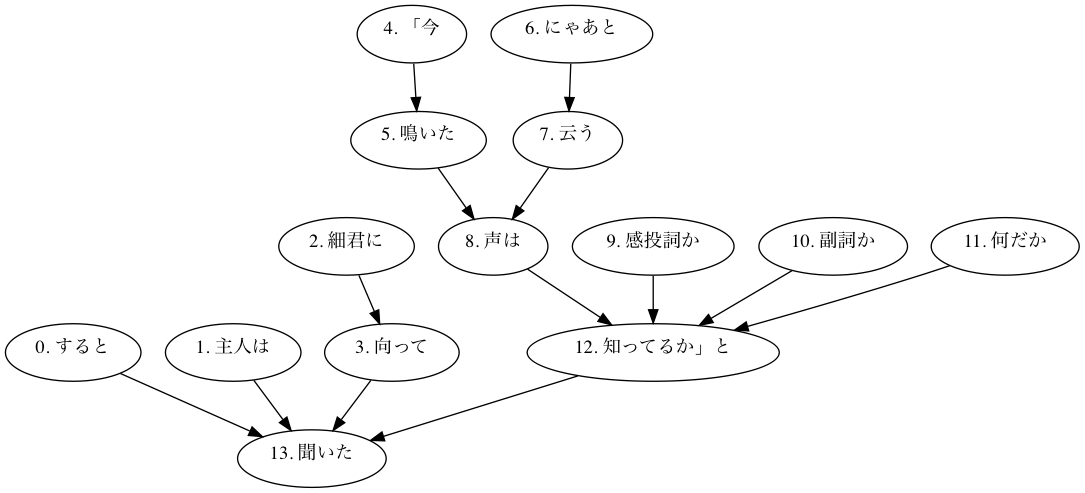 4. 「今
6. にゃあと
5. 鳴いた
7. 云う
2. 細君に
8. 声は
9. 感投詞か
10. 副詞か
11. 何だか
0. すると
1. 主人は
3. 向って
12. 知ってるか」と
13. 聞いた